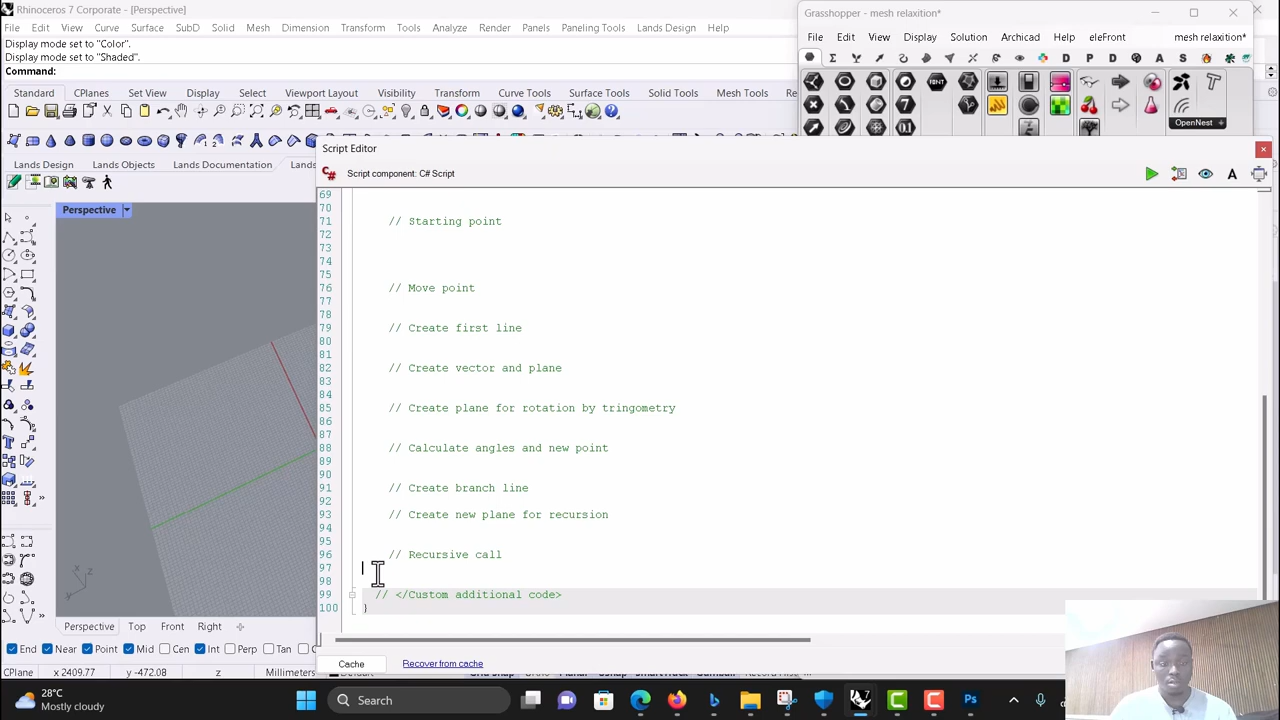 Rhinoceros 7 Corporate - [Perspective]
File Edit View Curve Surface SubD Solid Mesh Dimension Transform Tools Analyze Render Panels Paneling Tools Lands Design
Display mode set to "Color".
Display mode set to "Shaded".
Command:
Standard CPlanes Set View Display Select Viewport Layout Visibility Transform Curve Tools Surface Tools Solid Tools Mesh Tools
Lands Design Lands Objects Lands Documentation Lands
Perspective
Grasshopper - mesh relaxition*
File Edit View Display Solution Archicad Help eleFront mesh relaxition*
D P D A S
FONT
OpenNest +
Script Editor
Script component: C# Script
69
70
71 // Starting point
72
73
74
75
76 // Move point
77
78
79 // Create first line
80
81
82 // Create vector and plane
83
84
85 // Create plane for rotation by tringometry
86
87
88 // Calculate angles and new point
89
90
91 // Create branch line
92
93 // Create new plane for recursion
94
95
96 // Recursive call
97
98
99 // </Custom additional code>
100 }
Cache Recover from cache
z y x
Perspective Top Front Right
End Near Point Mid Cen Int Perp Tan
CPlane x 2409.77 y -472.08 z Millimeters
28°C
Mostly cloudy
Search